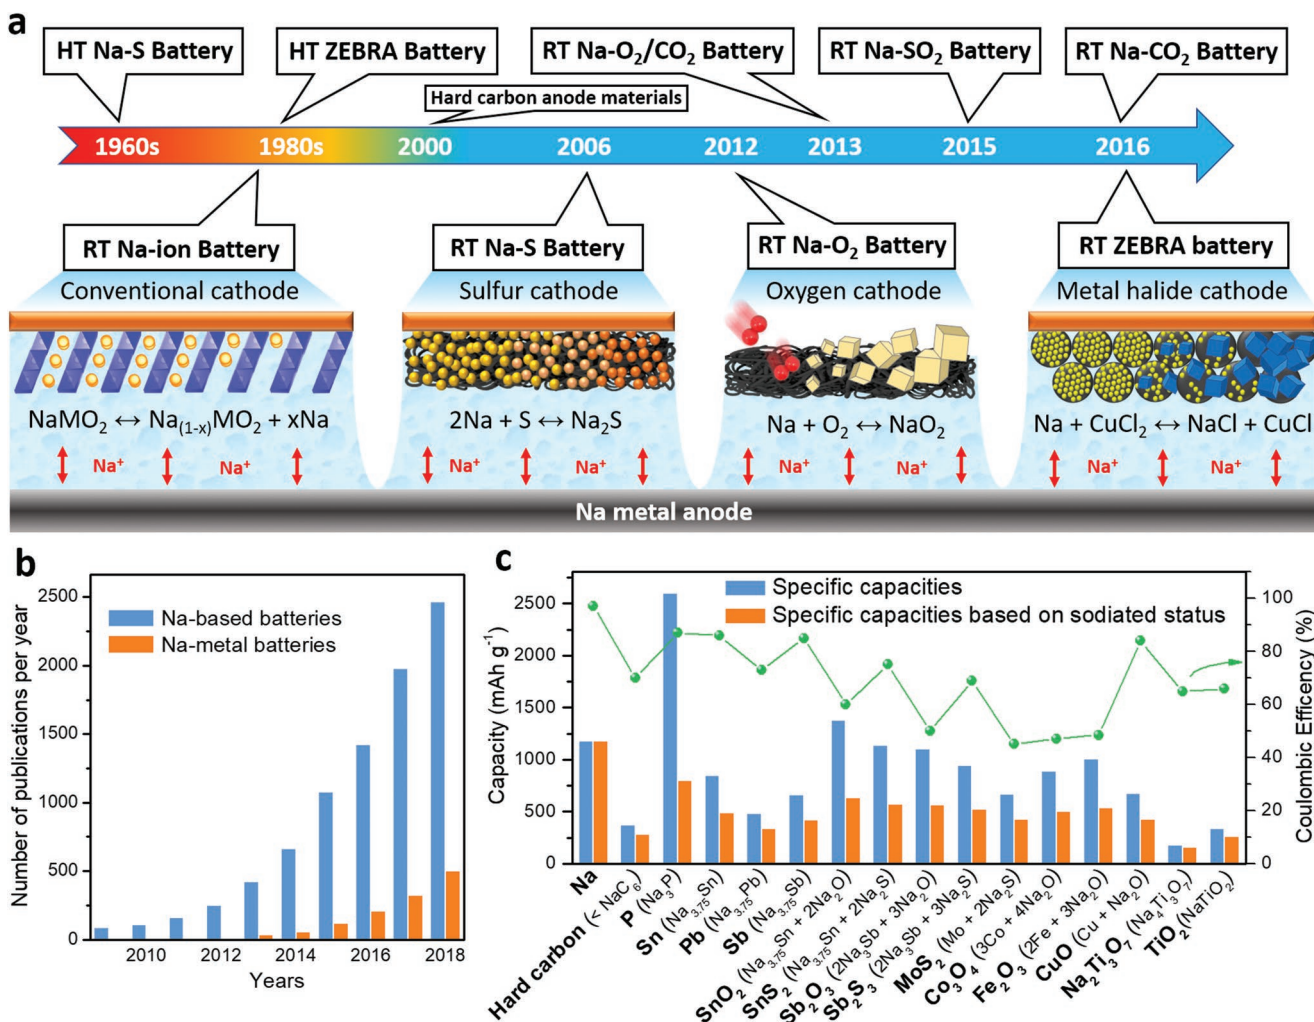 a
HT Na-S Battery
HT ZEBRA Battery
RT Na-O₂/CO₂ Battery
RT Na-SO₂ Battery
RT Na-CO₂ Battery
Hard carbon anode materials
1960s
1980s
2000
2006
2012
2013
2015
2016
RT Na-ion Battery
RT Na-S Battery
RT Na-O₂ Battery
RT ZEBRA battery
Conventional cathode
Sulfur cathode
Oxygen cathode
Metal halide cathode
NaMO₂ ↔ Na₍₁₋ₓ₎MO₂ + xNa
2Na + S ↔ Na₂S
Na + O₂ ↔ NaO₂
Na + CuCl₂ ↔ NaCl + CuCl
Na⁺ Na⁺
Na⁺ Na⁺
Na⁺ Na⁺
Na⁺ Na⁺
Na metal anode
b
Number of publications per year
2500
2000
1500
1000
500
0
Na-based batteries
Na-metal batteries
2010
2012
2014
2016
2018
Years
c
Capacity (mAh g⁻¹)
2500
2000
1500
1000
500
0
Specific capacities
Specific capacities based on sodiated status
100
80
60
40
20
0
Coulombic Efficency (%)
Na
Hard carbon (< NaC₆)
P (Na₃P)
Sn (Na₃.₇₅Sn)
Pb (Na₃.₇₅Pb)
Sb (Na₃.₇₅Sb)
SnO₂ (Na₃.₇₅Sn + 2Na₂O)
SnS₂ (Na₃.₇₅Sn + 2Na₂S)
Sb₂O₃ (2Na₃Sb + 3Na₂O)
Sb₂S₃ (2Na₃Sb + 3Na₂S)
MoS₂ (Mo + 2Na₂S)
Co₃O₄ (3Co + 4Na₂O)
Fe₂O₃ (2Fe + 3Na₂O)
CuO (Cu + Na₂O)
Na₂Ti₃O₇ (Na₄Ti₃O₇)
TiO₂ (NaTiO₂)